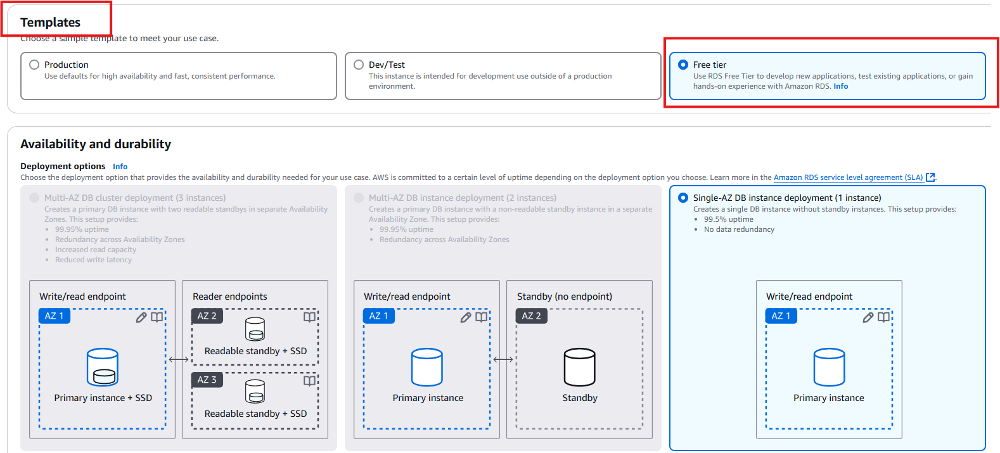 Templates
Choose a sample template to meet your use case.
Production
Use defaults for high availability and fast, consistent performance.
Dev/Test
This instance is intended for development use outside of a production
environment.
Free tier
Use RDS Free Tier to develop new applications, test existing applications, or gain
hands-on experience with Amazon RDS. Info
Availability and durability
Deployment options Info
Choose the deployment option that provides the availability and durability needed for your use case. AWS is committed to a certain level of uptime depending on the deployment option you choose. Learn more in the Amazon RDS service level agreement (SLA).
Multi-AZ DB cluster deployment (3 instances)
Creates a primary DB instance with two readable standbys in separate Availability
Zones. This setup provides:
• 99.95% uptime
• Redundancy across Availability Zones
• Increased read capacity
• Reduced write latency
Write/read endpoint
AZ 1
Primary instance + SSD
Reader endpoints
AZ 2
Readable standby + SSD
AZ 3
Readable standby + SSD
Multi-AZ DB instance deployment (2 instances)
Creates a primary DB instance with a non-readable standby instance in a separate
Availability Zone. This setup provides:
• 99.95% uptime
• Redundancy across Availability Zones
Write/read endpoint
AZ 1
Primary instance
Standby (no endpoint)
AZ 2
Standby
Single-AZ DB instance deployment (1 instance)
Creates a single DB instance without standby instances. This setup provides:
• 99.5% uptime
• No data redundancy
Write/read endpoint
AZ 1
Primary instance